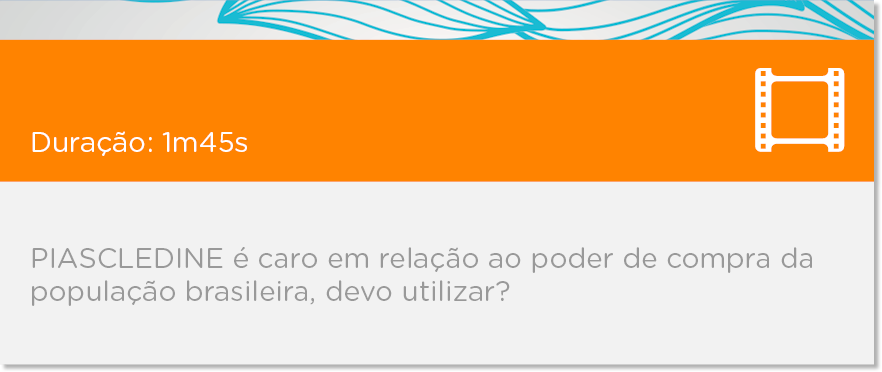 Duração: 1m45s
PIASCLEDINE é caro em relação ao poder de compra da
população brasileira, devo utilizar?